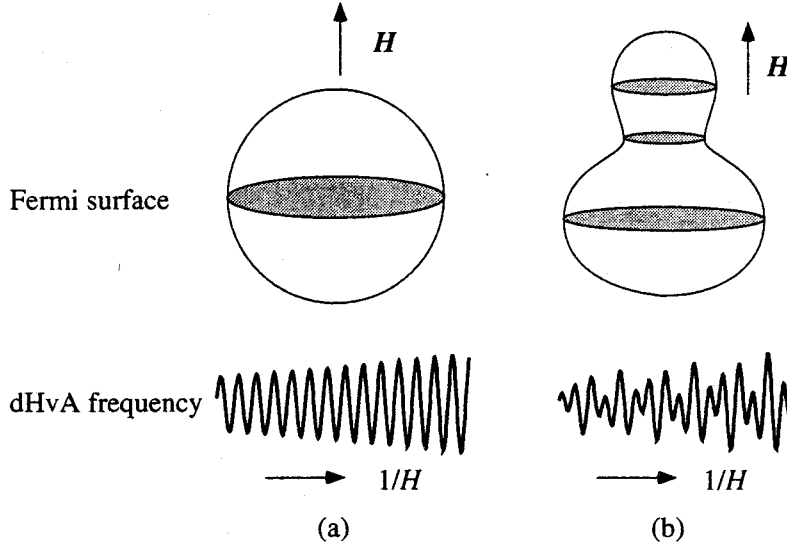 H
H
Fermi surface
dHvA frequency
1/H
1/H
(a)
(b)